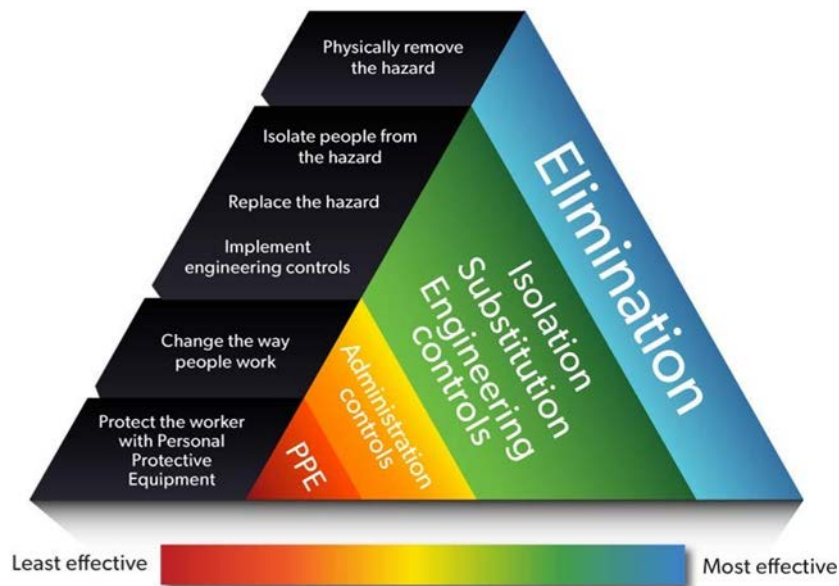 Physically remove
the hazard
Isolate people from
the hazard
Replace the hazard
Implement
engineering controls
Change the way
people work
Protect the worker
with Personal
Protective
Equipment
Elimination
Isolation
Substitution
Engineering
controls
Administration
controls
PPE
Least effective
Most effective